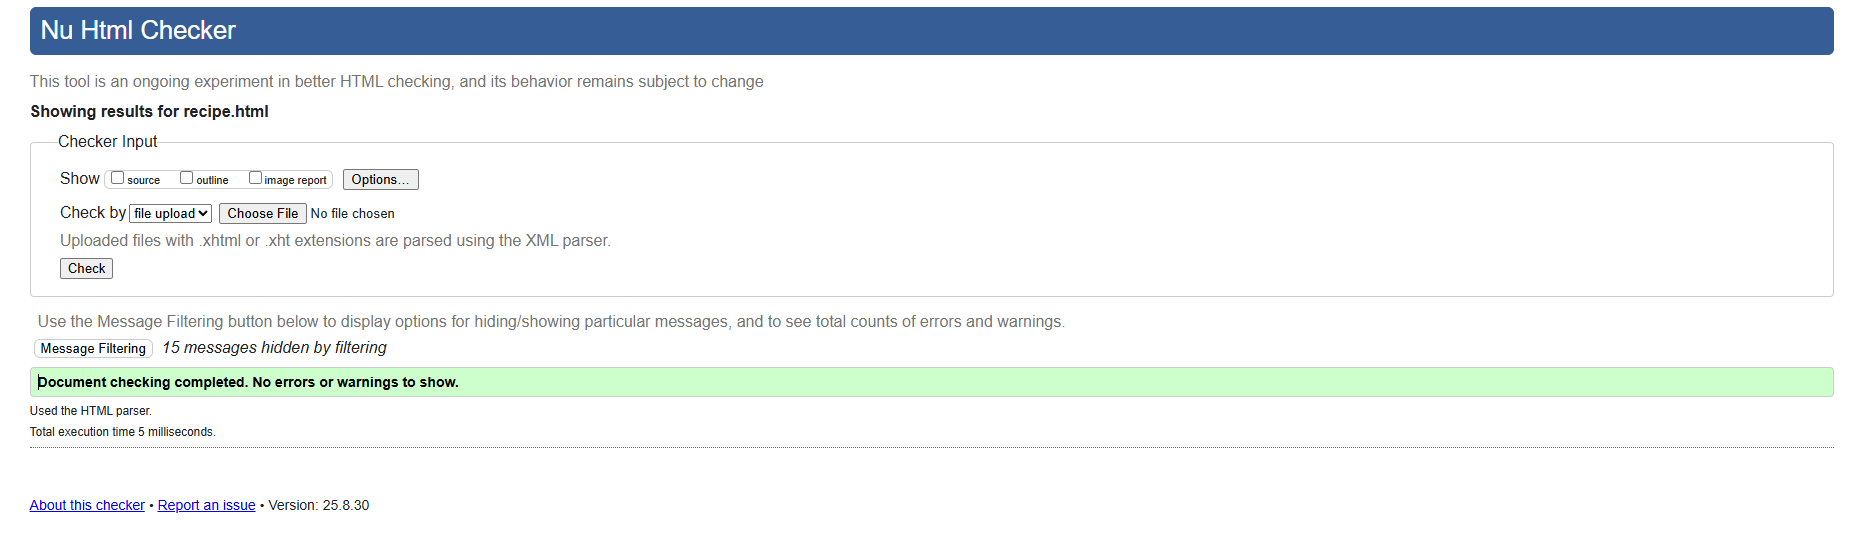 Nu Html Checker
This tool is an ongoing experiment in better HTML checking, and its behavior remains subject to change
Showing results for recipe.html
Checker Input
Show source outline image report Options...
Check by file upload Choose File No file chosen
Uploaded files with .xhtml or .xht extensions are parsed using the XML parser.
Check
Use the Message Filtering button below to display options for hiding/showing particular messages, and to see total counts of errors and warnings.
Message Filtering 15 messages hidden by filtering
Document checking completed. No errors or warnings to show.
Used the HTML parser.
Total execution time 5 milliseconds.
About this checker • Report an issue • Version: 25.8.30